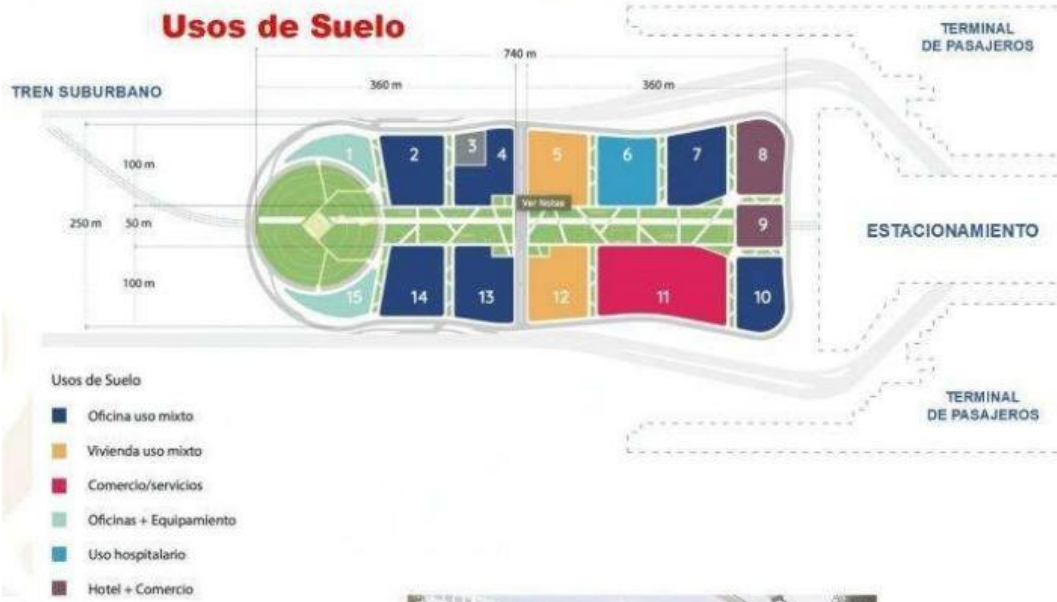 Usos de Suelo
TERMINAL
DE PASAJEROS
740 m
360 m
360 m
TREN SUBURBANO
100 m
250 m
50 m
100 m
1
2
3
4
5
6
7
8
Ver Notas
9
ESTACIONAMIENTO
15
14
13
12
11
10
TERMINAL
DE PASAJEROS
Usos de Suelo
Oficina uso mixto
Vivienda uso mixto
Comercio/servicios
Oficinas + Equipamiento
Uso hospitalario
Hotel + Comercio